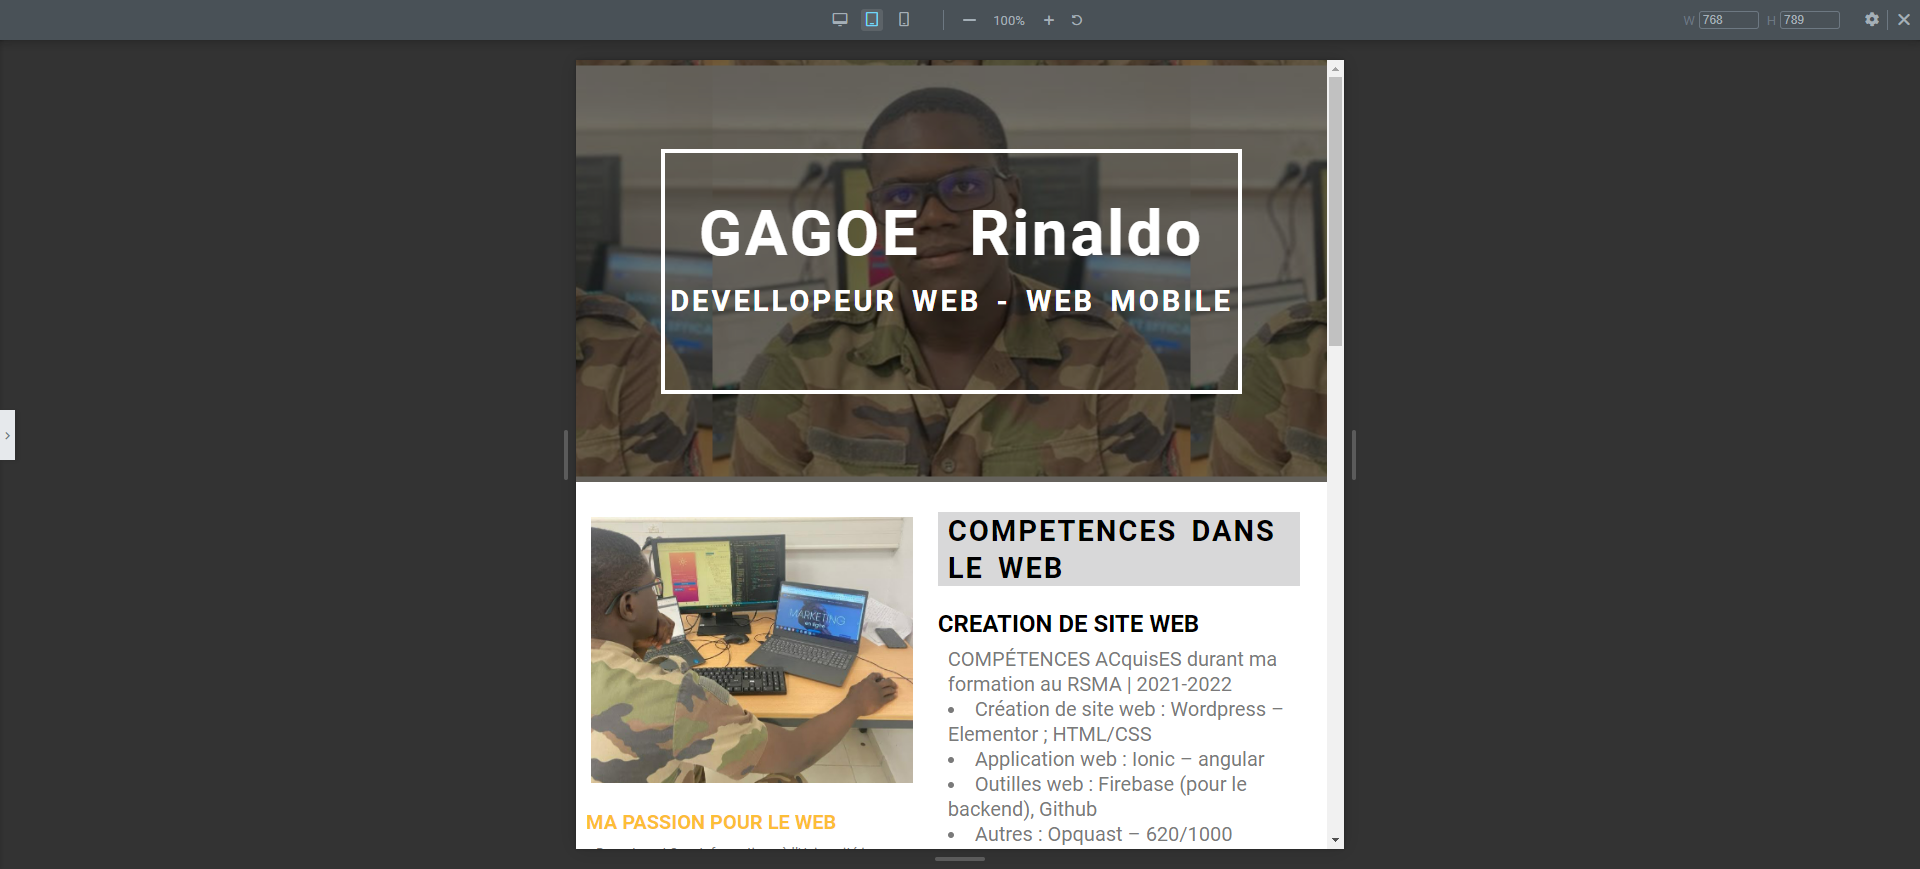 100%
W 768 H 789
GAGOE Rinaldo
DEVELLOPEUR WEB - WEB MOBILE
COMPETENCES DANS
LE WEB
MARKETING
CREATION DE SITE WEB
COMPÉTENCES ACquisES durant ma
formation au RSMA | 2021-2022
• Création de site web : Wordpress –
Elementor ; HTML/CSS
• Application web : Ionic – angular
• Outilles web : Firebase (pour le
backend), Github
• Autres : Opquast – 620/1000
MA PASSION POUR LE WEB